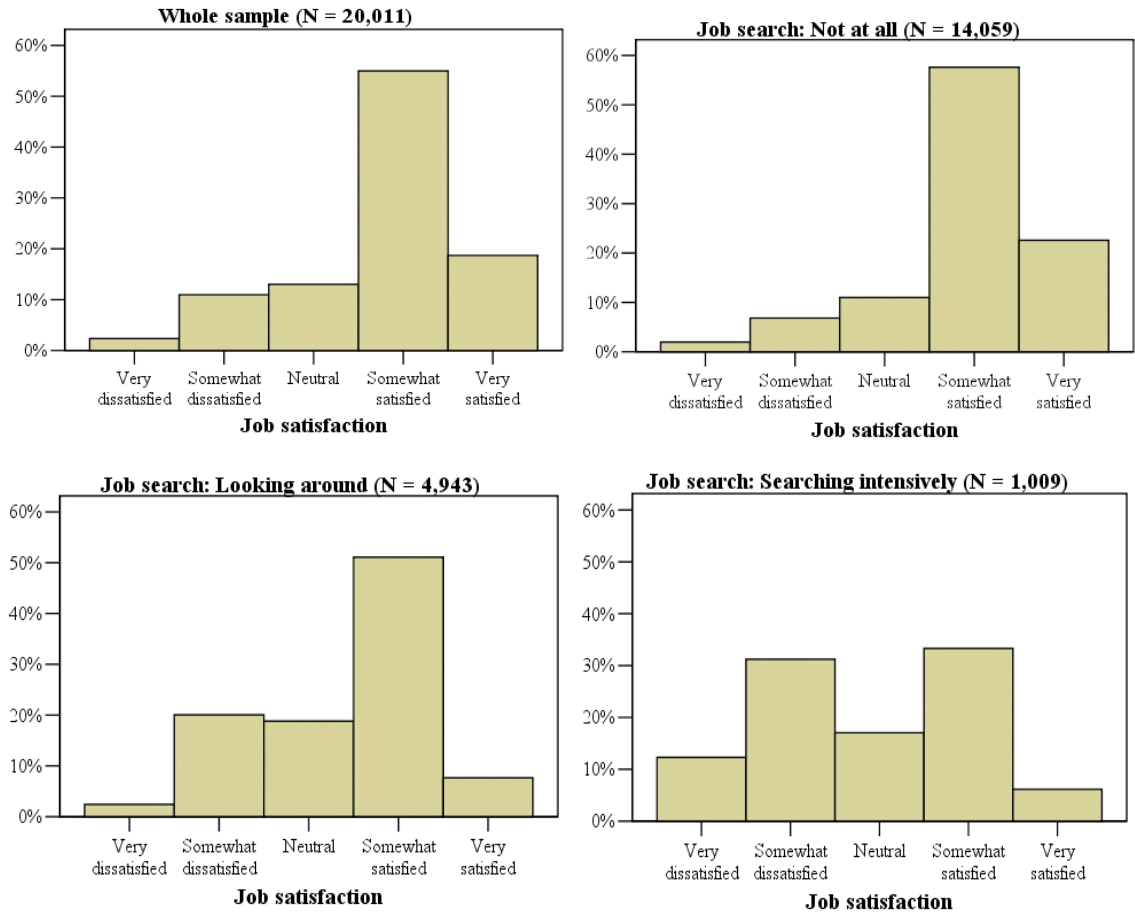 Whole sample (N = 20,011)
60%
50%
40%
30%
20%
10%
0%
Very dissatisfied
Somewhat dissatisfied
Neutral
Somewhat satisfied
Very satisfied
Job satisfaction
Job search: Not at all (N = 14,059)
60%
50%
40%
30%
20%
10%
0%
Very dissatisfied
Somewhat dissatisfied
Neutral
Somewhat satisfied
Very satisfied
Job satisfaction
Job search: Looking around (N = 4,943)
60%
50%
40%
30%
20%
10%
0%
Very dissatisfied
Somewhat dissatisfied
Neutral
Somewhat satisfied
Very satisfied
Job satisfaction
Job search: Searching intensively (N = 1,009)
60%
50%
40%
30%
20%
10%
0%
Very dissatisfied
Somewhat dissatisfied
Neutral
Somewhat satisfied
Very satisfied
Job satisfaction